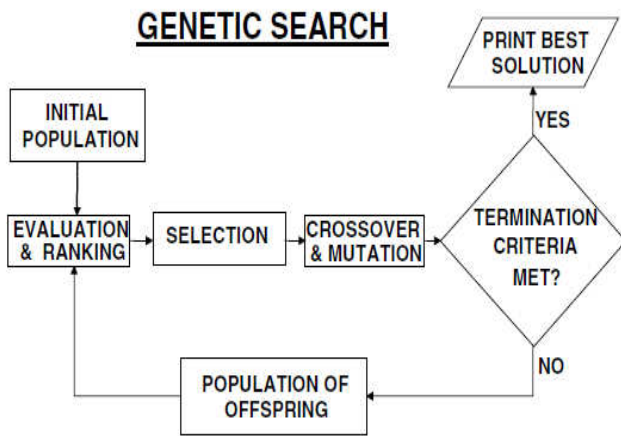 GENETIC SEARCH
PRINT BEST
SOLUTION
INITIAL
POPULATION
YES
EVALUATION
& RANKING
SELECTION
CROSSOVER
& MUTATION
TERMINATION
CRITERIA
MET?
NO
POPULATION OF
OFFSPRING